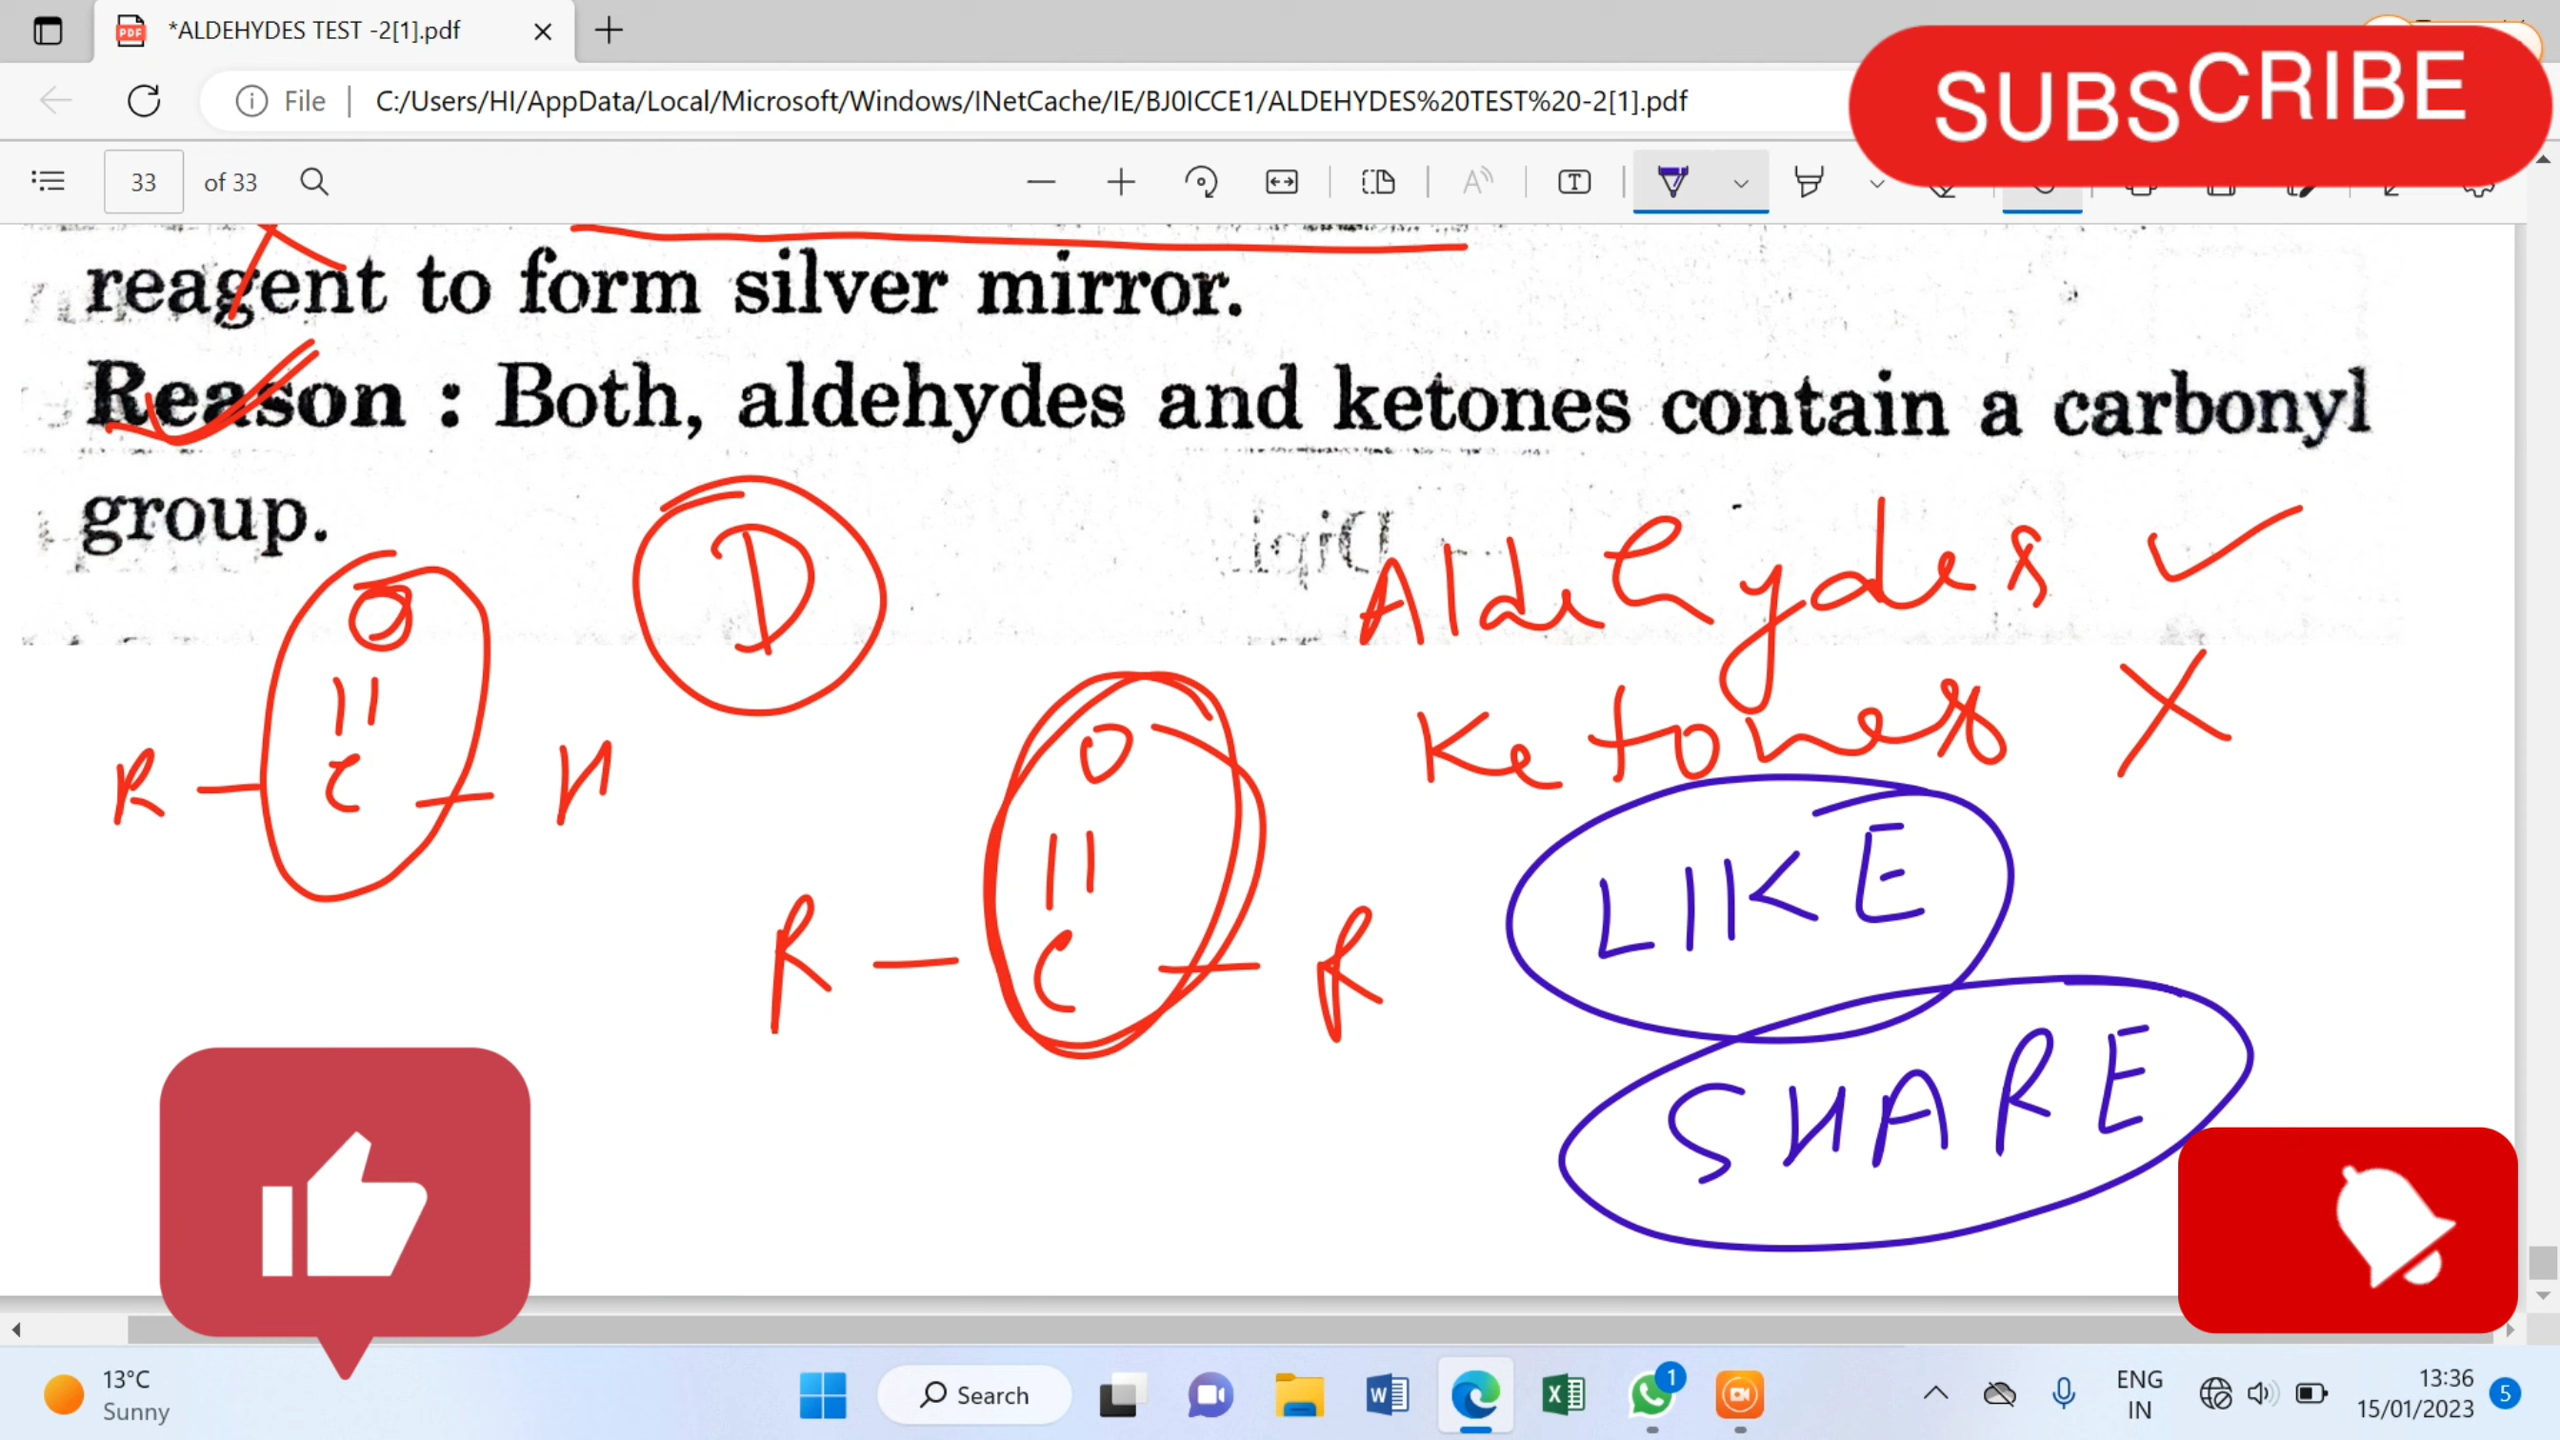 *ALDEHYDES TEST -2[1].pdf
File | C:/Users/HI/AppData/Local/Microsoft/Windows/INetCache/IE/BJ0ICCE1/ALDEHYDES%20TEST%20-2[1].pdf
SUBSCRIBE
33 of 33
reagent to form silver mirror.
Reason : Both, aldehydes and ketones contain a carbonyl
group.
D
Aldehydes ✓
Ketones X
O
||
R — C — H
O
||
R — C — R
LIKE
SHARE
13°C
Sunny
Search
1
ENG
IN
13:36
15/01/2023
5